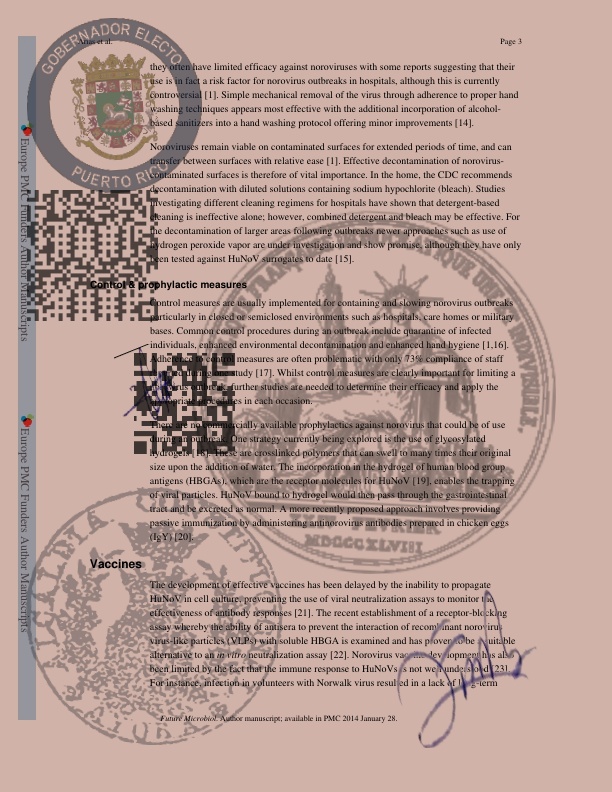 Arias et al.
Page 3
they often have limited efficacy against noroviruses with some reports suggesting that their
use is in fact a risk factor for norovirus outbreaks in hospitals, although this is currently
controversial [1]. Simple mechanical removal of the virus through adherence to proper hand
washing techniques appears most effective with the additional incorporation of alcohol-
based sanitizers into a hand washing protocol offering minor improvements [14].
Noroviruses remain viable on contaminated surfaces for extended periods of time, and can
transfer between surfaces with relative ease [1]. Effective decontamination of norovirus-
contaminated surfaces is therefore of vital importance. In the home, the CDC recommends
decontamination with diluted solutions containing sodium hypochlorite (bleach). Studies
investigating different cleaning regimens for hospitals have shown that detergent-based
cleaning is ineffective alone; however, combined detergent and bleach may be effective. For
the decontamination of larger areas following outbreaks newer approaches such as use of
hydrogen peroxide vapor are under investigation and show promise, although they have only
been tested against HuNoV surrogates to date [15].
Control & prophylactic measures
Control measures are usually implemented for containing and slowing norovirus outbreaks
particularly in closed or semiclosed environments such as hospitals, care homes or military
bases. Common control procedures during an outbreak include quarantine of infected
individuals, enhanced environmental decontamination and enhanced hand hygiene [1,16].
Adherence to control measures are often problematic with only 73% compliance of staff
study [17]. Whilst control measures are clearly important for limiting a
outbreak, further studies are needed to determine their efficacy and apply the
appropriate procedures in each occasion.
There are no commercially available prophylactics against norovirus that could be of use
during an outbreak. One strategy currently being explored is the use of glycosylated
hydrogels [18]. These are crosslinked polymers that can swell to many times their original
size upon the addition of water. The incorporation in the hydrogel of human blood group
antigens (HBGAs), which are the receptor molecules for HuNoV [19], enables the trapping
of viral particles. HuNoV bound to hydrogel would then pass through the gastrointestinal
tract and be excreted as normal. A more recently proposed approach involves providing
passive immunization by administering antinorovirus antibodies prepared in chicken eggs
(IgY) [20].
Vaccines
The development of effective vaccines has been delayed by the inability to propagate
HuNoV in cell culture, preventing the use of viral neutralization assays to monitor the
effectiveness of antibody responses [21]. The recent establishment of a receptor-blocking
assay whereby the ability of antisera to prevent the interaction of recombinant norovirus
virus-like particles (VLPs) with soluble HBGA is examined and has proven to be a suitable
alternative to an in vitro neutralization assay [22]. Norovirus vaccine development has also
been limited by the fact that the immune response to HuNoVs is not well understood [23].
For instance, infection in volunteers with Norwalk virus resulted in a lack of long-term
Future Microbiol. Author manuscript; available in PMC 2014 January 28.
Europe PMC Funders Author Manuscripts
Europe PMC Funders Author Manuscripts
GOBERNADOR ELECTO
PUERTO RICO
MDCCXLVIII